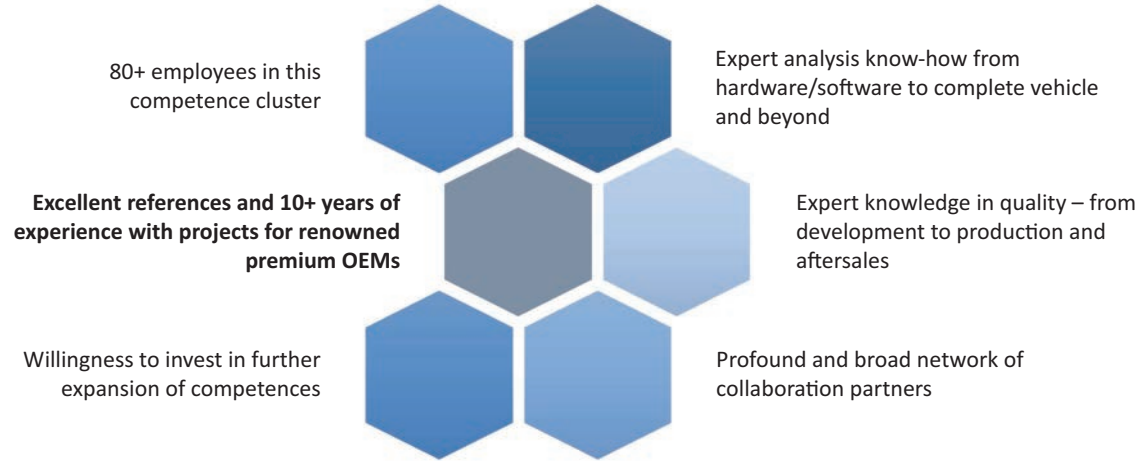 80+ employees in this
competence cluster
Expert analysis know-how from
hardware/software to complete vehicle
and beyond
Excellent references and 10+ years of
experience with projects for renowned
premium OEMs
Expert knowledge in quality – from
development to production and
aftersales
Willingness to invest in further
expansion of competences
Profound and broad network of
collaboration partners